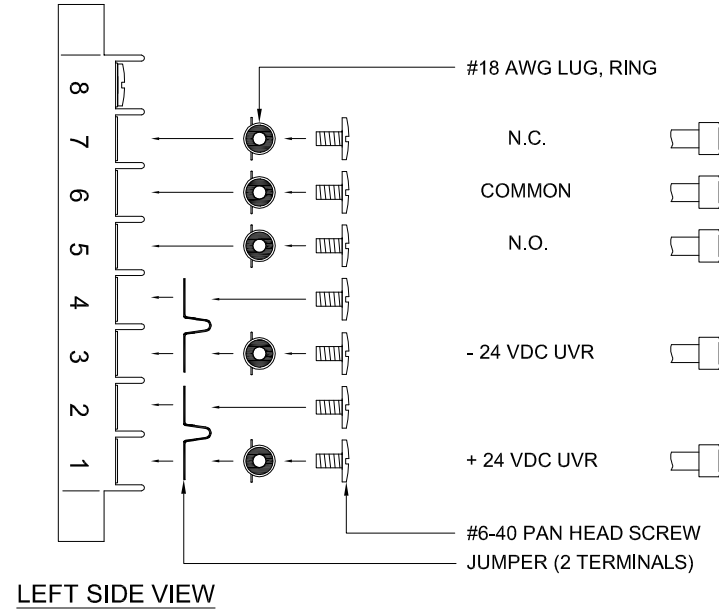 #18 AWG LUG, RING
8
7 N.C.
6 COMMON
5 N.O.
4
3 - 24 VDC UVR
2
1 + 24 VDC UVR
#6-40 PAN HEAD SCREW
JUMPER (2 TERMINALS)
LEFT SIDE VIEW